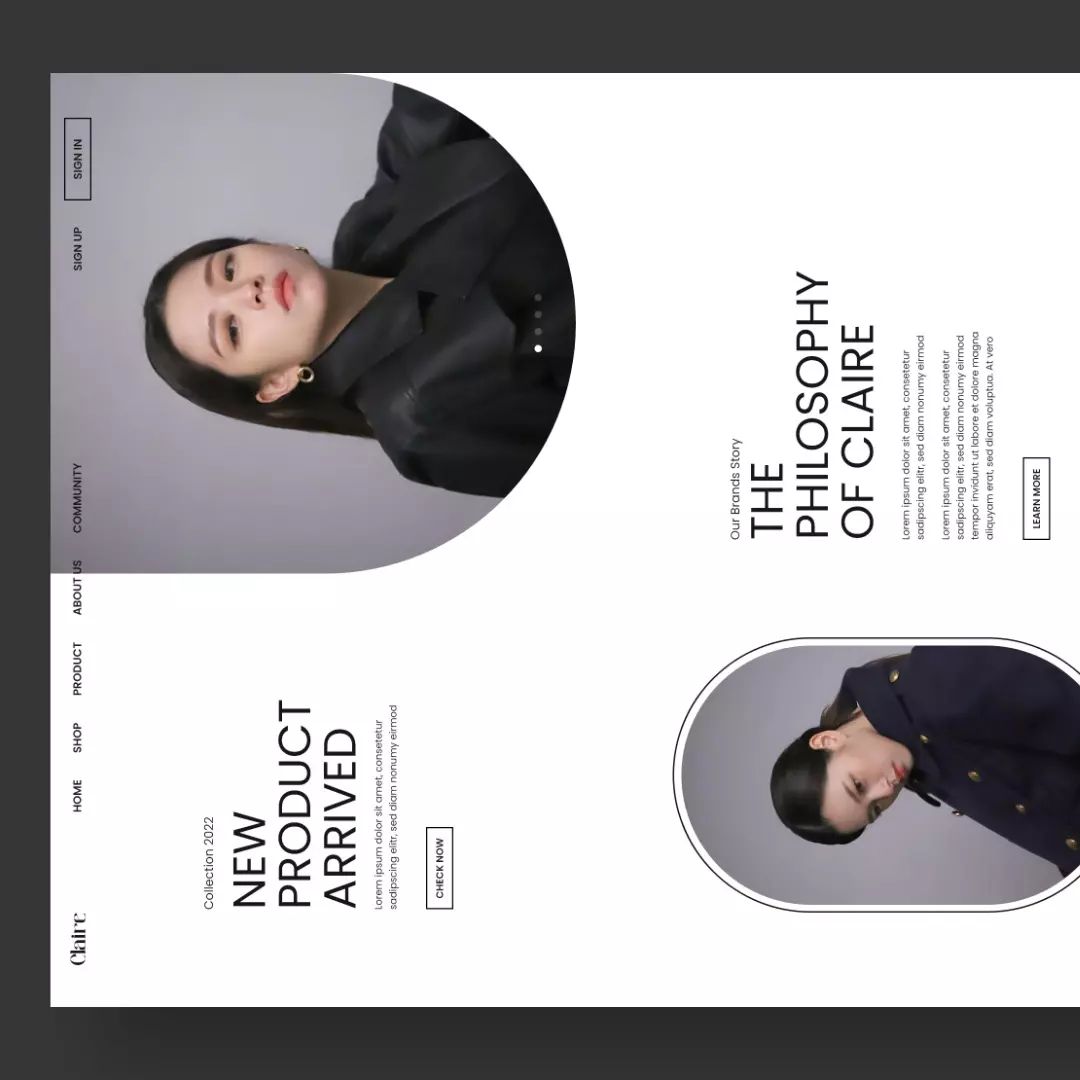 Claire
HOME SHOP PRODUCT ABOUT US COMMUNITY SIGN UP SIGN IN
Collection 2022
NEW
PRODUCT
ARRIVED
Lorem ipsum dolor sit amet, consetetur
sadipscing elitr, sed diam nonumy eirmod
CHECK NOW
Our Brands Story
THE
PHILOSOPHY
OF CLAIRE
Lorem ipsum dolor sit amet, consetetur
sadipscing elitr, sed diam nonumy eirmod
Lorem ipsum dolor sit amet, consetetur
sadipscing elitr, sed diam nonumy eirmod
tempor invidunt ut labore et dolore magna
aliquyam erat, sed diam voluptua. At vero
LEARN MORE